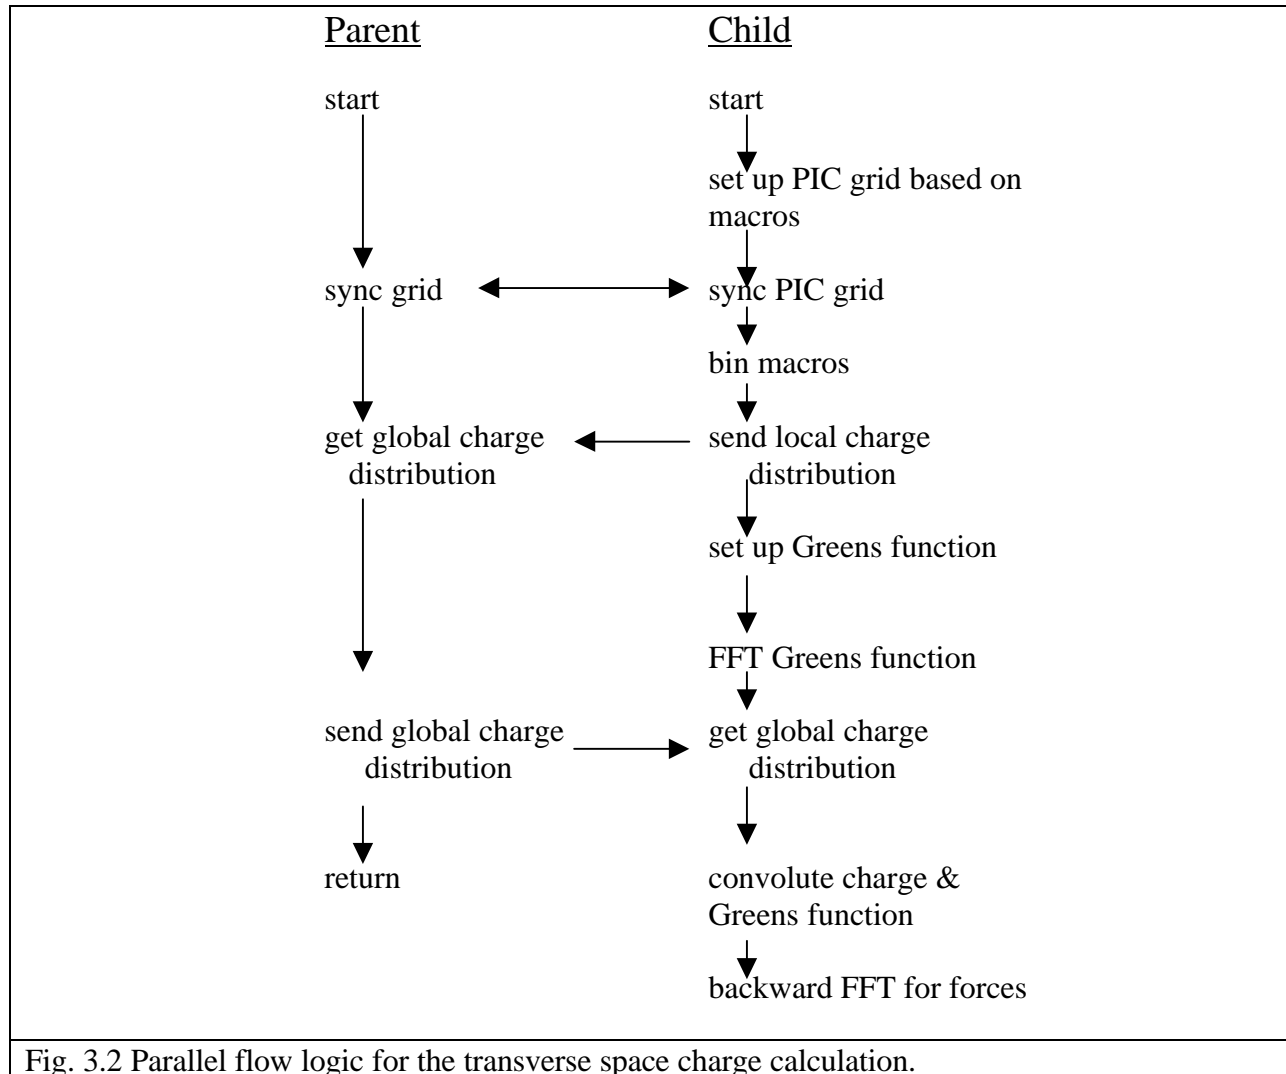 Parent Child
start start
set up PIC grid based on
macros
sync grid sync PIC grid
bin macros
get global charge send local charge
distribution distribution
set up Greens function
FFT Greens function
send global charge get global charge
distribution distribution
return convolute charge &
Greens function
backward FFT for forces
Fig. 3.2 Parallel flow logic for the transverse space charge calculation.